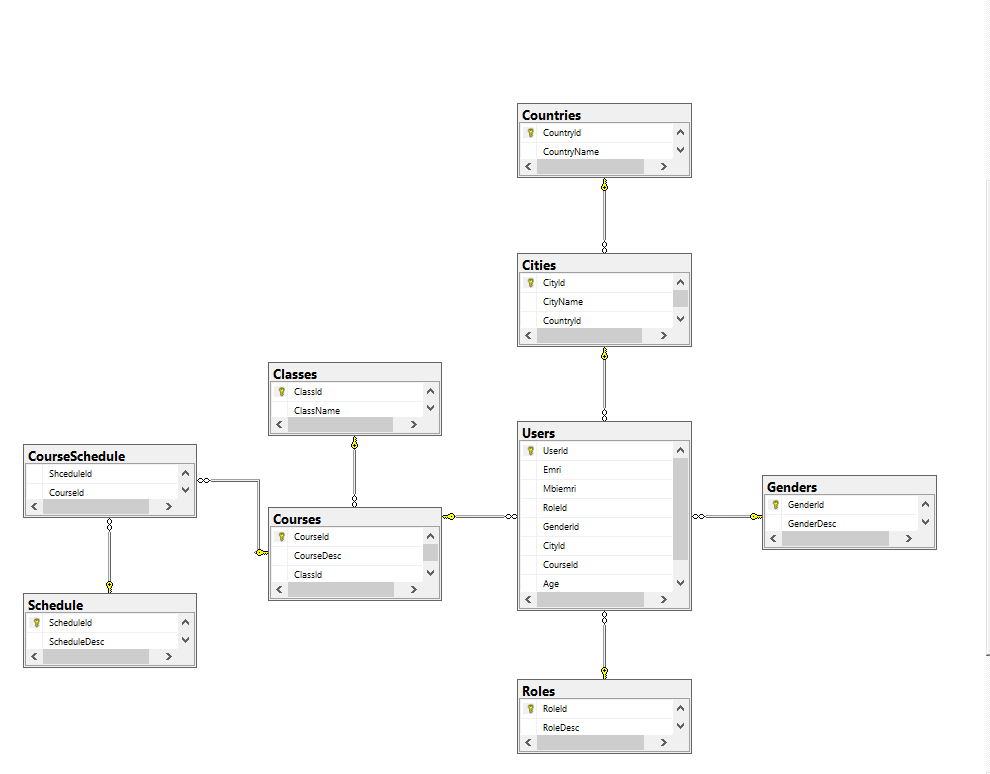 Countries
CountryId
CountryName
Cities
CityId
CityName
CountryId
Classes
ClassId
ClassName
Users
UserId
Emri
Mbiemri
RoleId
GenderId
CityId
CourseId
Age
CourseSchedule
ShceduleId
CourseId
Genders
GenderId
GenderDesc
Courses
CourseId
CourseDesc
ClassId
Schedule
ScheduleId
ScheduleDesc
Roles
RoleId
RoleDesc